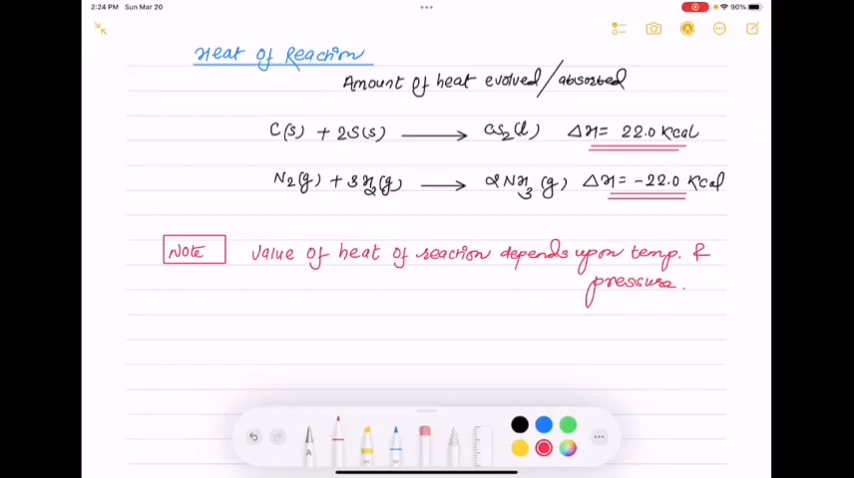 2:24 PM Sun Mar 20
90%
Heat of Reaction
Amount of heat evolved/absorbed
C(s) + 2S(s) ⟶ CS₂(l) ΔH = 22.0 Kcal
N₂(g) + 3H₂(g) ⟶ 2NH₃(g) ΔH = -22.0 Kcal
Note Value of heat of reaction depends upon temp. &
pressure.
A